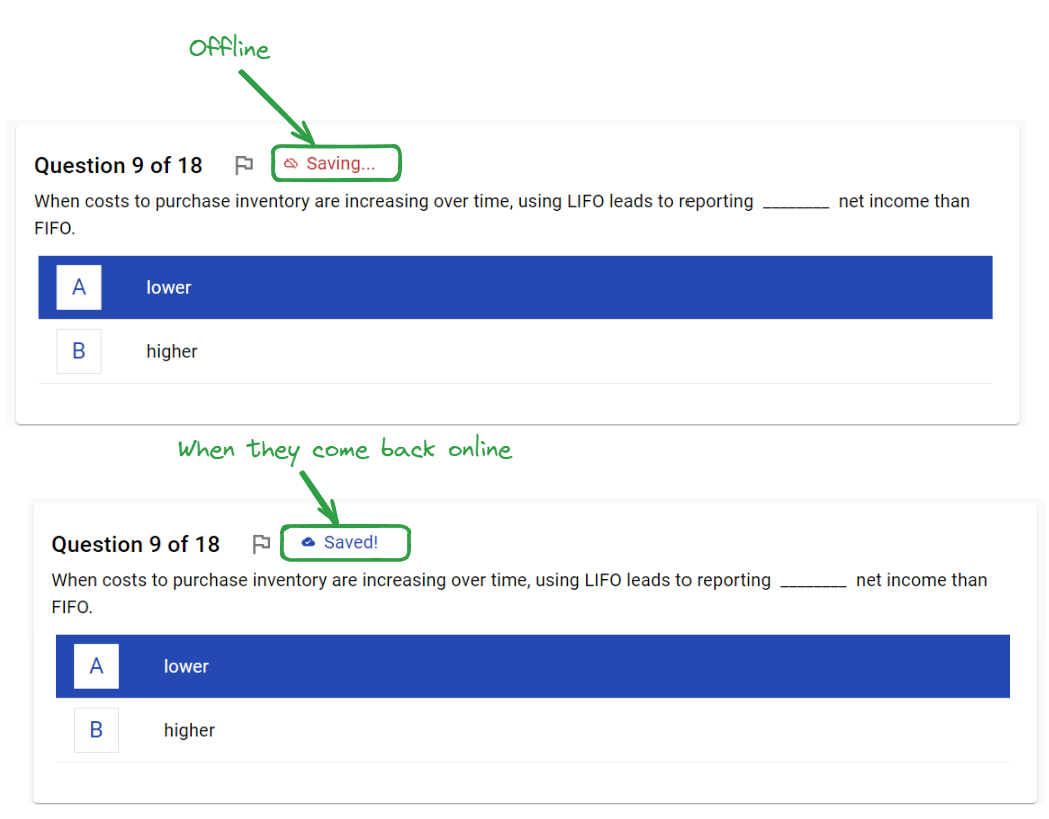 Offline
Question 9 of 18 Saving...
When costs to purchase inventory are increasing over time, using LIFO leads to reporting ________ net income than
FIFO.
A lower
B higher
When they come back online
Question 9 of 18 Saved!
When costs to purchase inventory are increasing over time, using LIFO leads to reporting ________ net income than
FIFO.
A lower
B higher